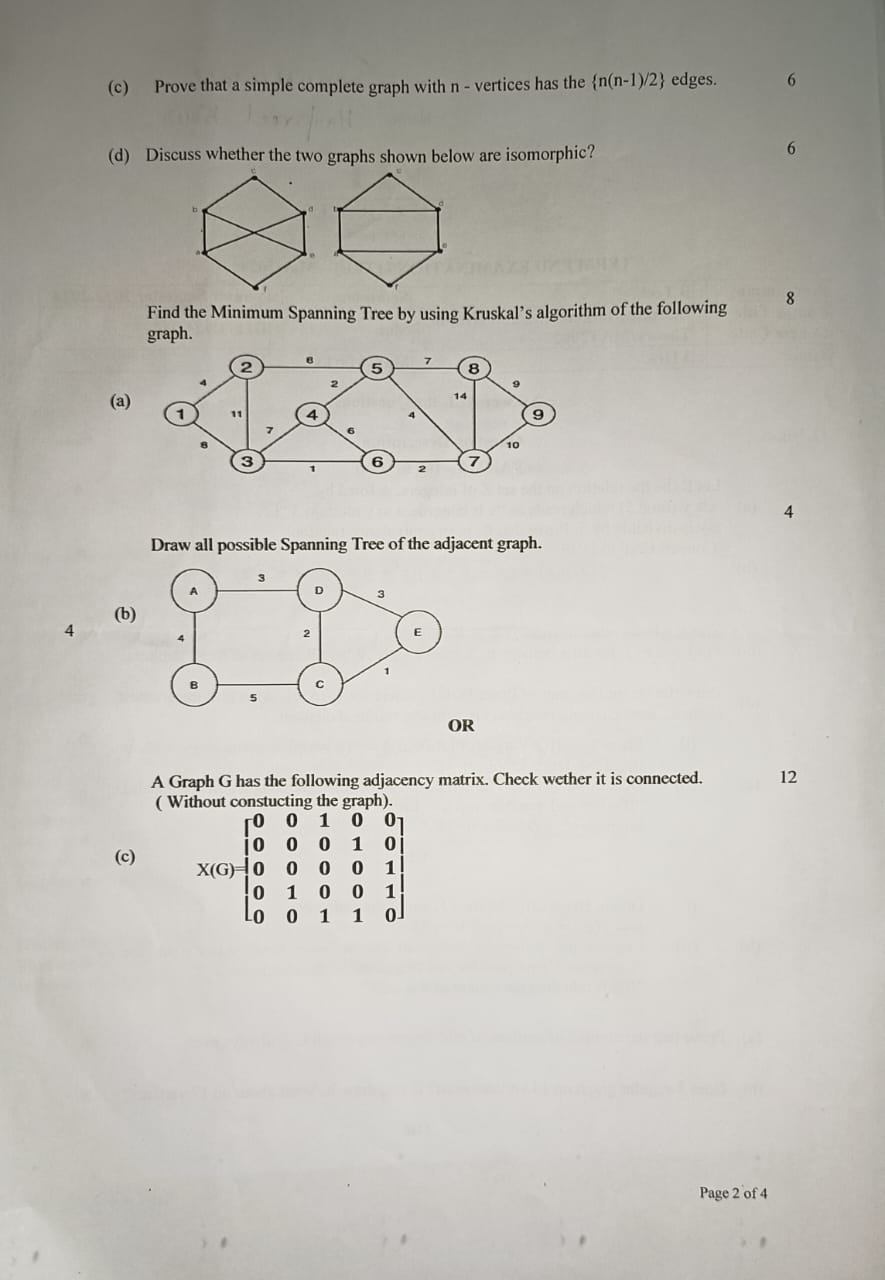 (c) Prove that a simple complete graph with n - vertices has the {n(n-1)/2} edges. 6
(d) Discuss whether the two graphs shown below are isomorphic? 6
c
b d
a e
f
c
b d
a e
f
Find the Minimum Spanning Tree by using Kruskal's algorithm of the following 8
graph.
2 8 5 7 8
4 2 9
14
(a) 1 11 4 4 9
7 6
8 10
3 1 6 2 7
4
Draw all possible Spanning Tree of the adjacent graph.
3
A D 3
(b)
4 4 2 E
1
B C
5
OR
A Graph G has the following adjacency matrix. Check wether it is connected. 12
( Without constucting the graph).
0 0 1 0 0
0 0 0 1 0
(c) X(G)= 0 0 0 0 1
0 1 0 0 1
0 0 1 1 0
Page 2 of 4